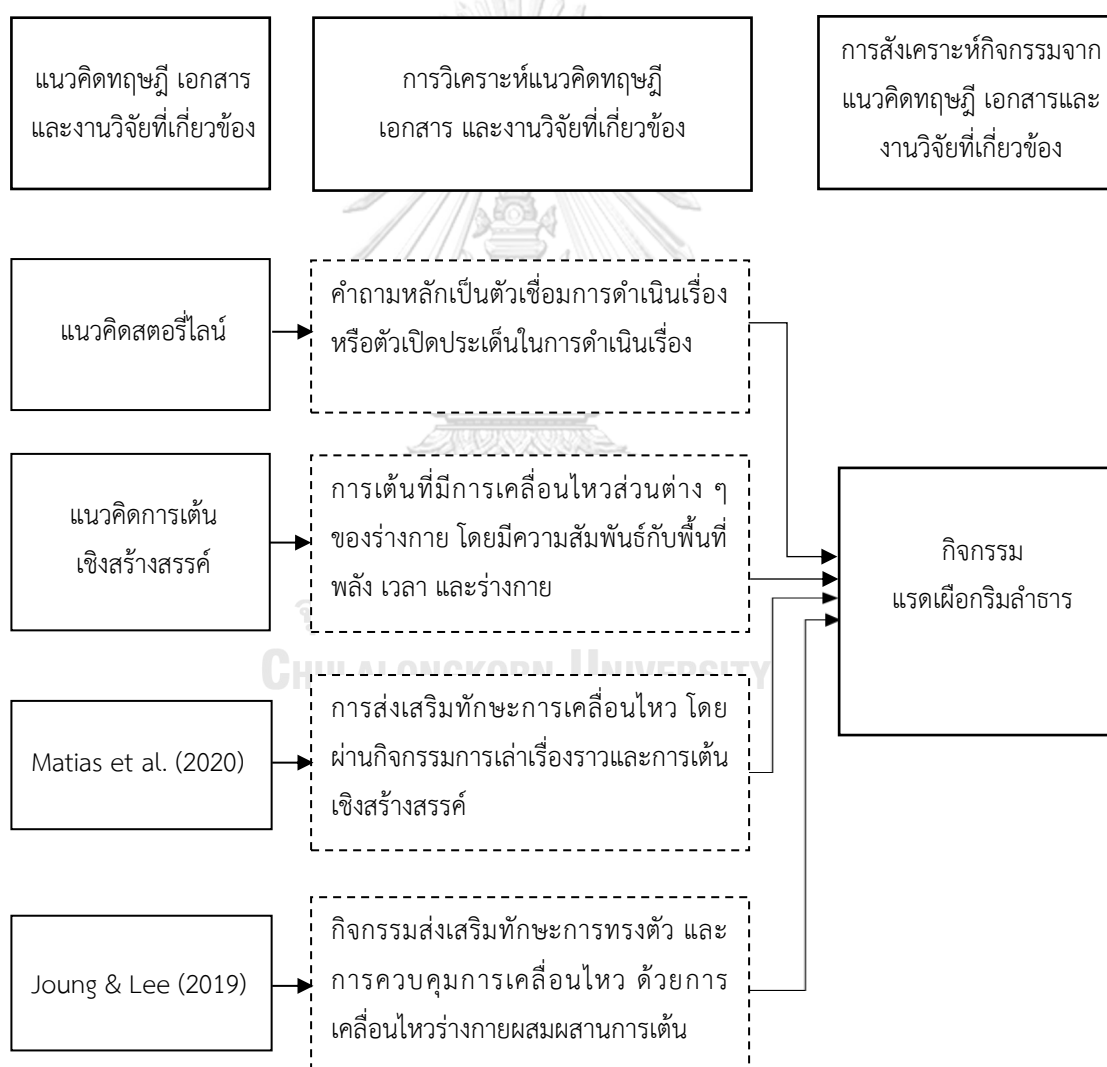 แนวคิดทฤษฎี เอกสาร
และงานวิจัยที่เกี่ยวข้อง
การวิเคราะห์แนวคิดทฤษฎี
เอกสาร และงานวิจัยที่เกี่ยวข้อง
การสังเคราะห์กิจกรรมจาก
แนวคิดทฤษฎี เอกสารและ
งานวิจัยที่เกี่ยวข้อง
แนวคิดสตอรี่ไลน์
คำถามหลักเป็นตัวเชื่อมการดำเนินเรื่อง
หรือตัวเปิดประเด็นในการดำเนินเรื่อง
แนวคิดการเต้น
เชิงสร้างสรรค์
การเต้นที่มีการเคลื่อนไหวส่วนต่าง ๆ
ของร่างกาย โดยมีความสัมพันธ์กับพื้นที่
พลัง เวลา และร่างกาย
กิจกรรม
แรดเผือกริมลำธาร
CHULALONGKORN UNIVERSITY
Matias et al. (2020)
การส่งเสริมทักษะการเคลื่อนไหว โดย
ผ่านกิจกรรมการเล่าเรื่องราวและการเต้น
เชิงสร้างสรรค์
Joung & Lee (2019)
กิจกรรมส่งเสริมทักษะการทรงตัว และ
การควบคุมการเคลื่อนไหว ด้วยการ
เคลื่อนไหวร่างกายผสมผสานการเต้น